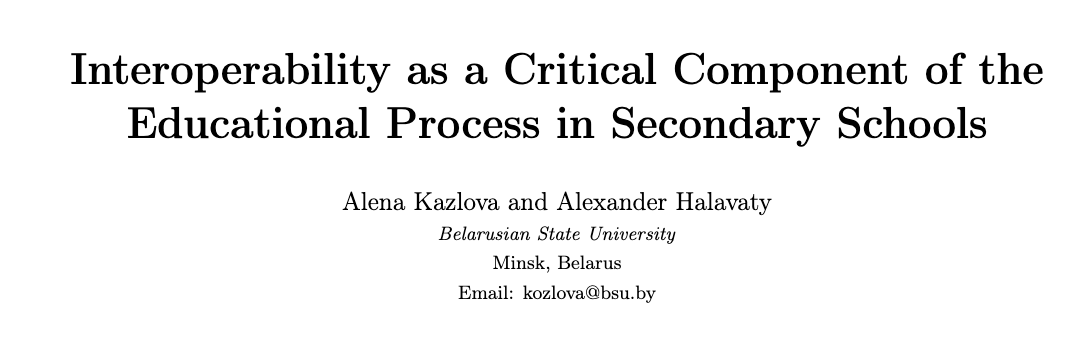 Interoperability as a Critical Component of the
Educational Process in Secondary Schools
Alena Kazlova and Alexander Halavaty
Belarusian State University
Minsk, Belarus
Email: kozlova@bsu.by